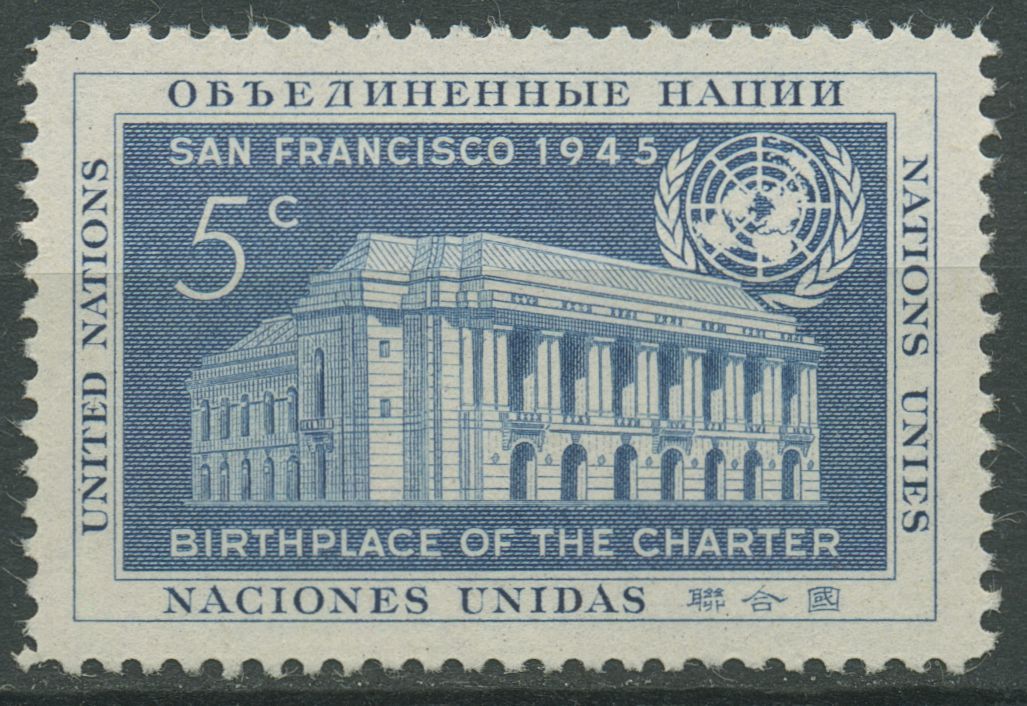 ОБЪЕДИНЕННЫЕ НАЦИИ
SAN FRANCISCO 1945
5c
UNITED NATIONS
NATIONS UNIES
BIRTHPLACE OF THE CHARTER
NACIONES UNIDAS 聯合國